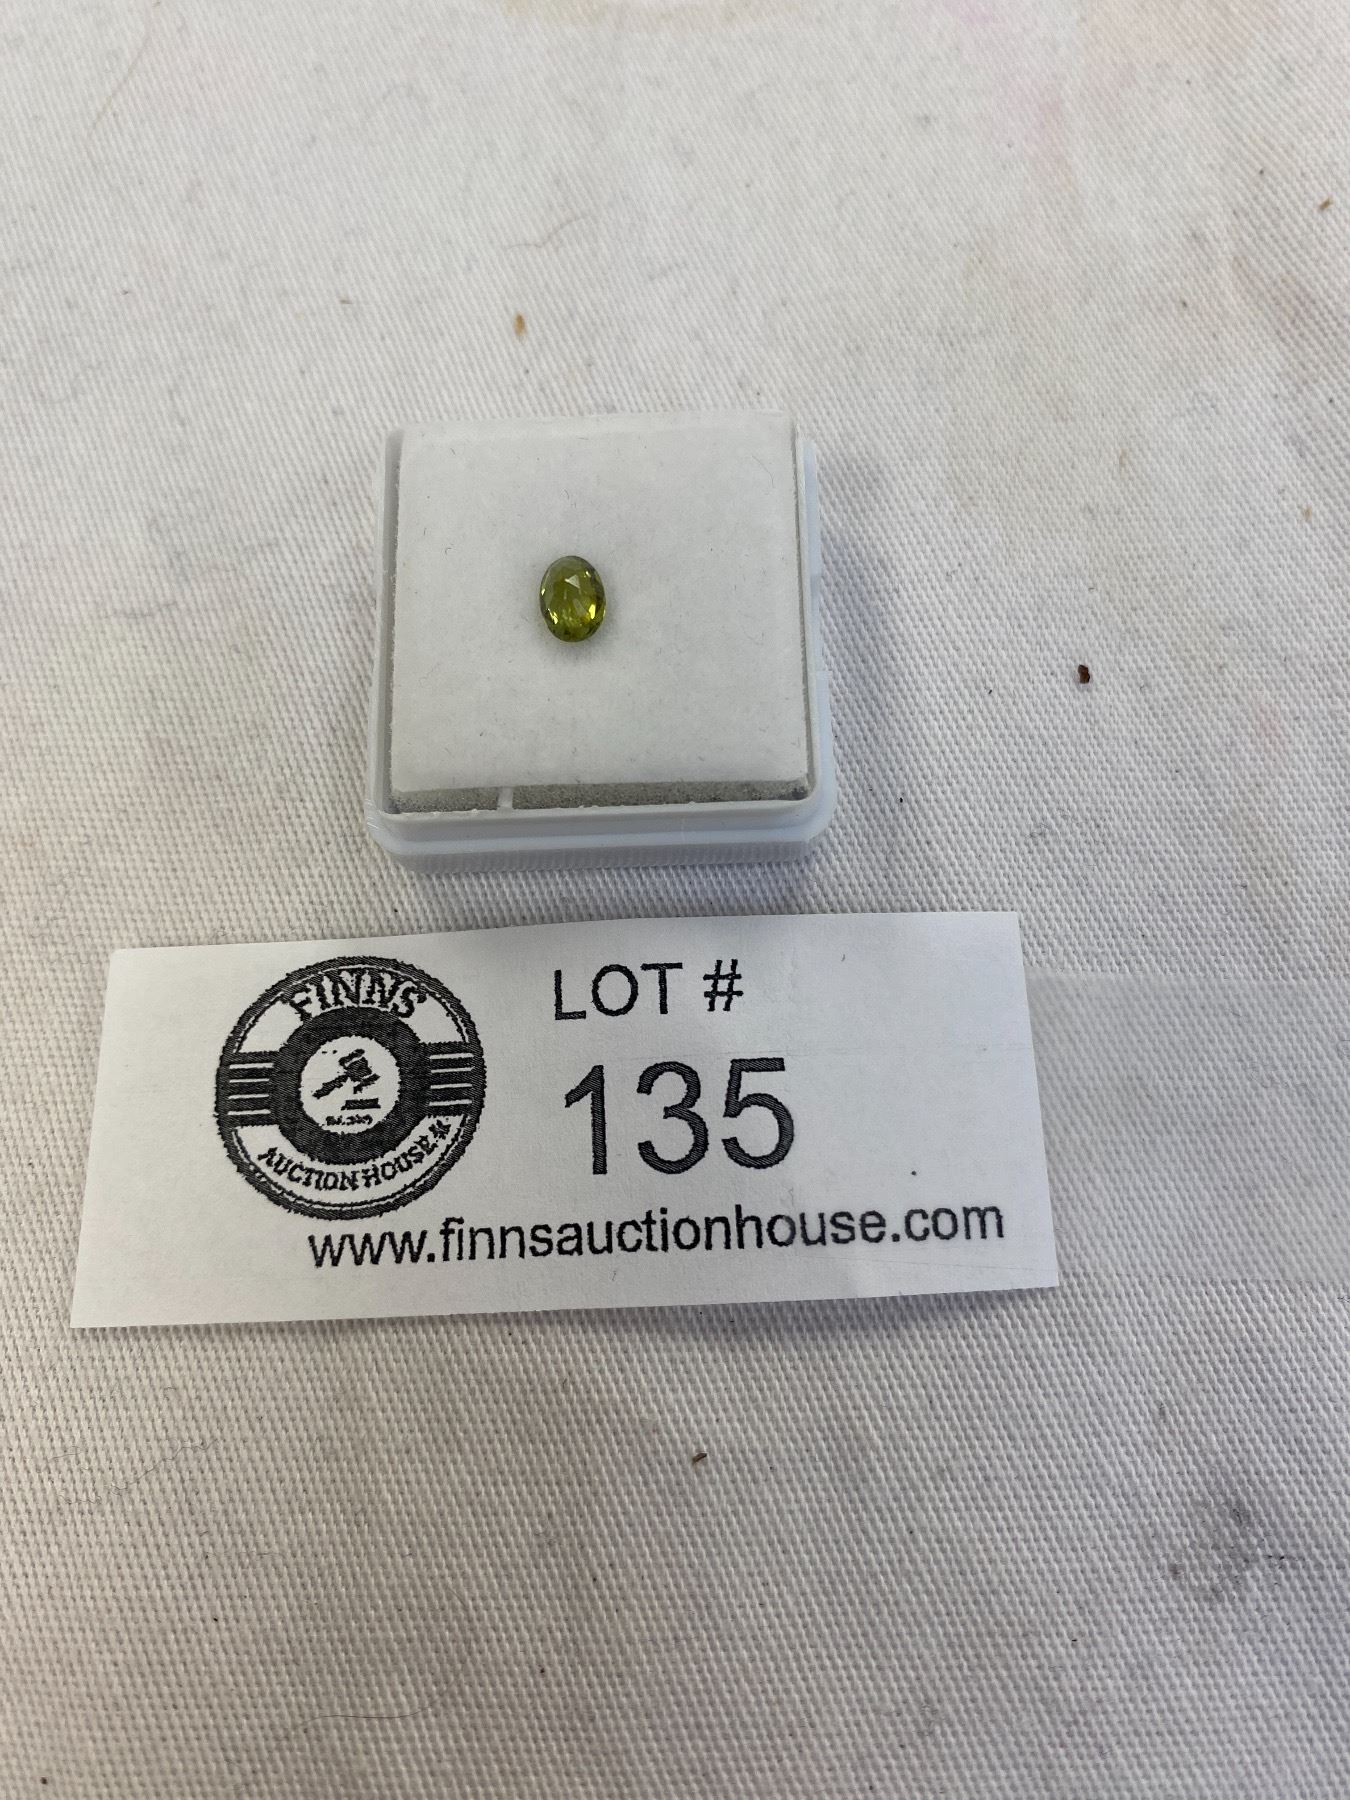 FINNS
AUCTION HOUSE
LOT #
135
www.finnsauctionhouse.com